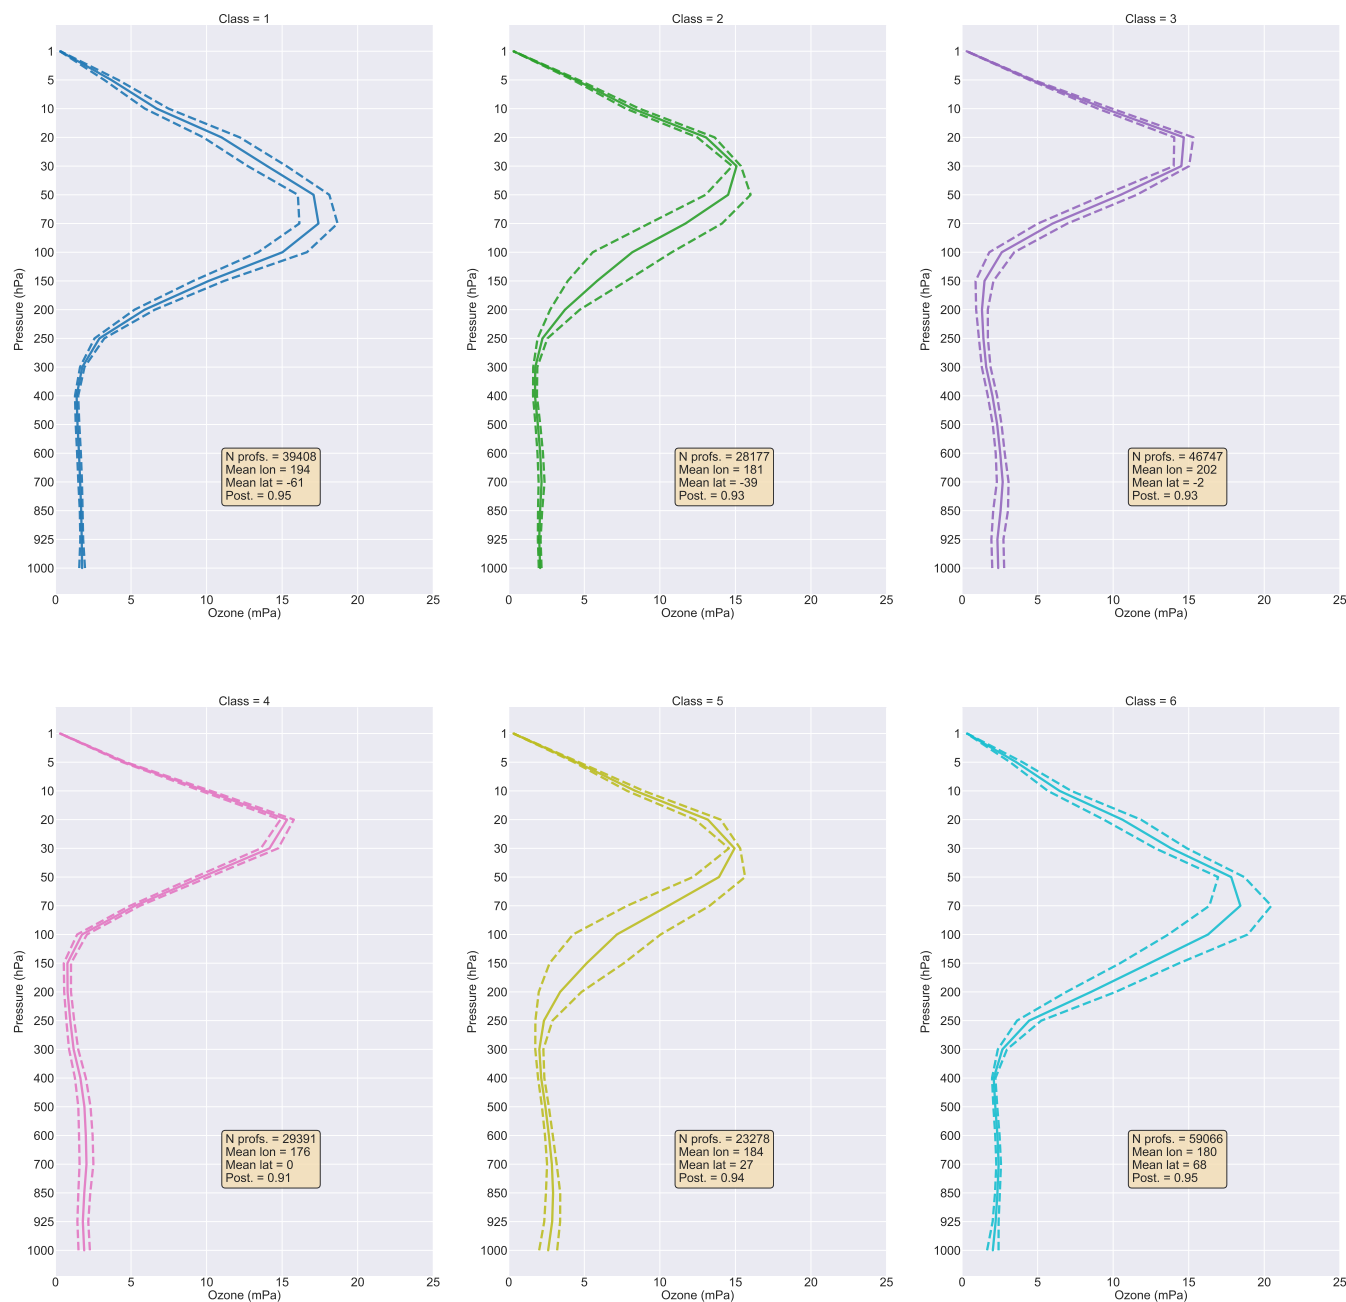 Class = 1
1
5
10
20
30
50
70
100
150
200
250
300
400
500
600
700
850
925
1000
Pressure (hPa)
N profs. = 39408
Mean lon = 194
Mean lat = -61
Post. = 0.95
0 5 10 15 20 25
Ozone (mPa)
Class = 2
1
5
10
20
30
50
70
100
150
200
250
300
400
500
600
700
850
925
1000
Pressure (hPa)
N profs. = 28177
Mean lon = 181
Mean lat = -39
Post. = 0.93
0 5 10 15 20 25
Ozone (mPa)
Class = 3
1
5
10
20
30
50
70
100
150
200
250
300
400
500
600
700
850
925
1000
Pressure (hPa)
N profs. = 46747
Mean lon = 202
Mean lat = -2
Post. = 0.93
0 5 10 15 20 25
Ozone (mPa)
Class = 4
1
5
10
20
30
50
70
100
150
200
250
300
400
500
600
700
850
925
1000
Pressure (hPa)
N profs. = 29391
Mean lon = 176
Mean lat = 0
Post. = 0.91
0 5 10 15 20 25
Ozone (mPa)
Class = 5
1
5
10
20
30
50
70
100
150
200
250
300
400
500
600
700
850
925
1000
Pressure (hPa)
N profs. = 23278
Mean lon = 184
Mean lat = 27
Post. = 0.94
0 5 10 15 20 25
Ozone (mPa)
Class = 6
1
5
10
20
30
50
70
100
150
200
250
300
400
500
600
700
850
925
1000
Pressure (hPa)
N profs. = 59066
Mean lon = 180
Mean lat = 68
Post. = 0.95
0 5 10 15 20 25
Ozone (mPa)